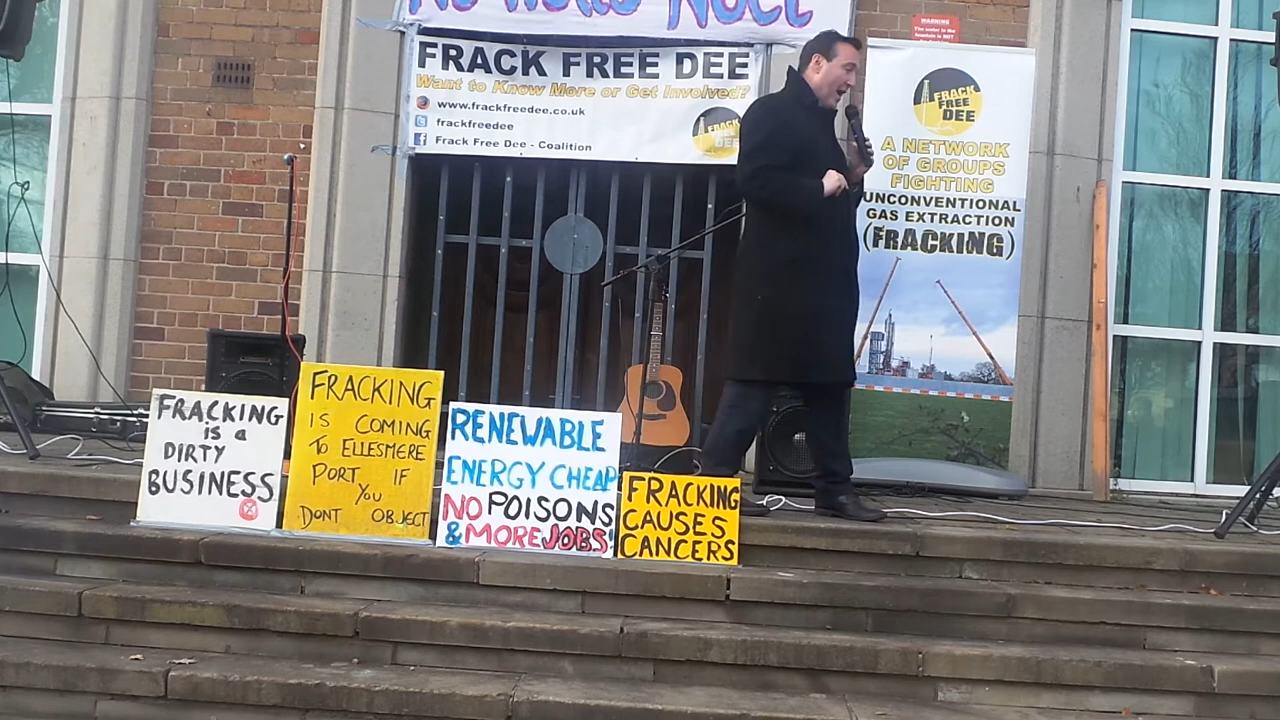 FRACK FREE DEE
Want to Know More or Get Involved?
www.frackfreedee.co.uk
frackfreedee
Frack Free Dee - Coalition
FRACK
FREE
DEE
WARNING
FRACK
FREE
DEE
A NETWORK
OF GROUPS
FIGHTING
UNCONVENTIONAL
GAS EXTRACTION
(FRACKING)
FRACKING
is a
DIRTY
BUSINESS
FRACKING
IS COMING
TO ELLESMERE
PORT IF
YOU
DONT OBJECT
RENEWABLE
ENERGY CHEAP
NO POISONS
& MORE JOBS
FRACKING
CAUSES
CANCERS